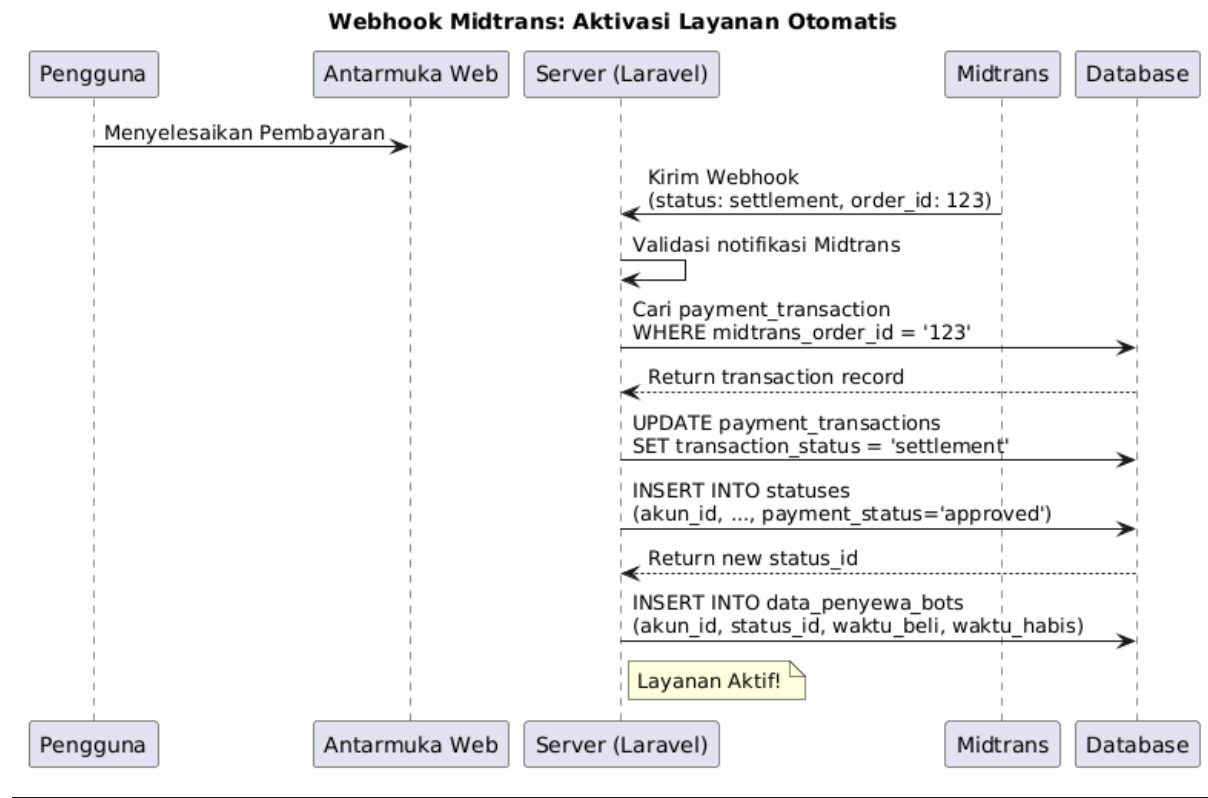 Webhook Midtrans: Aktivasi Layanan Otomatis
Pengguna
Antarmuka Web
Server (Laravel)
Midtrans
Database
Menyelesaikan Pembayaran
Kirim Webhook
(status: settlement, order_id: 123)
Validasi notifikasi Midtrans
Cari payment_transaction
WHERE midtrans_order_id = '123'
Return transaction record
UPDATE payment_transactions
SET transaction_status = 'settlement'
INSERT INTO statuses
(akun_id, ..., payment_status='approved')
Return new status_id
INSERT INTO data_penyewa_bots
(akun_id, status_id, waktu_beli, waktu_habis)
Layanan Aktif!
Pengguna
Antarmuka Web
Server (Laravel)
Midtrans
Database